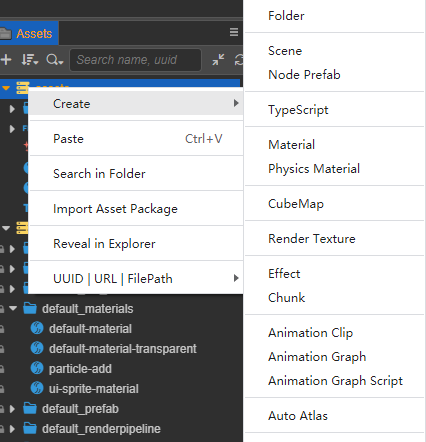 Assets
Search name, uuid
assets
Create
Paste Ctrl+V
Search in Folder
Import Asset Package
Reveal in Explorer
UUID | URL | FilePath
default_materials
default-material
default-material-transparent
particle-add
ui-sprite-material
default_prefab
default_renderpipeline
Folder
Scene
Node Prefab
TypeScript
Material
Physics Material
CubeMap
Render Texture
Effect
Chunk
Animation Clip
Animation Graph
Animation Graph Script
Auto Atlas